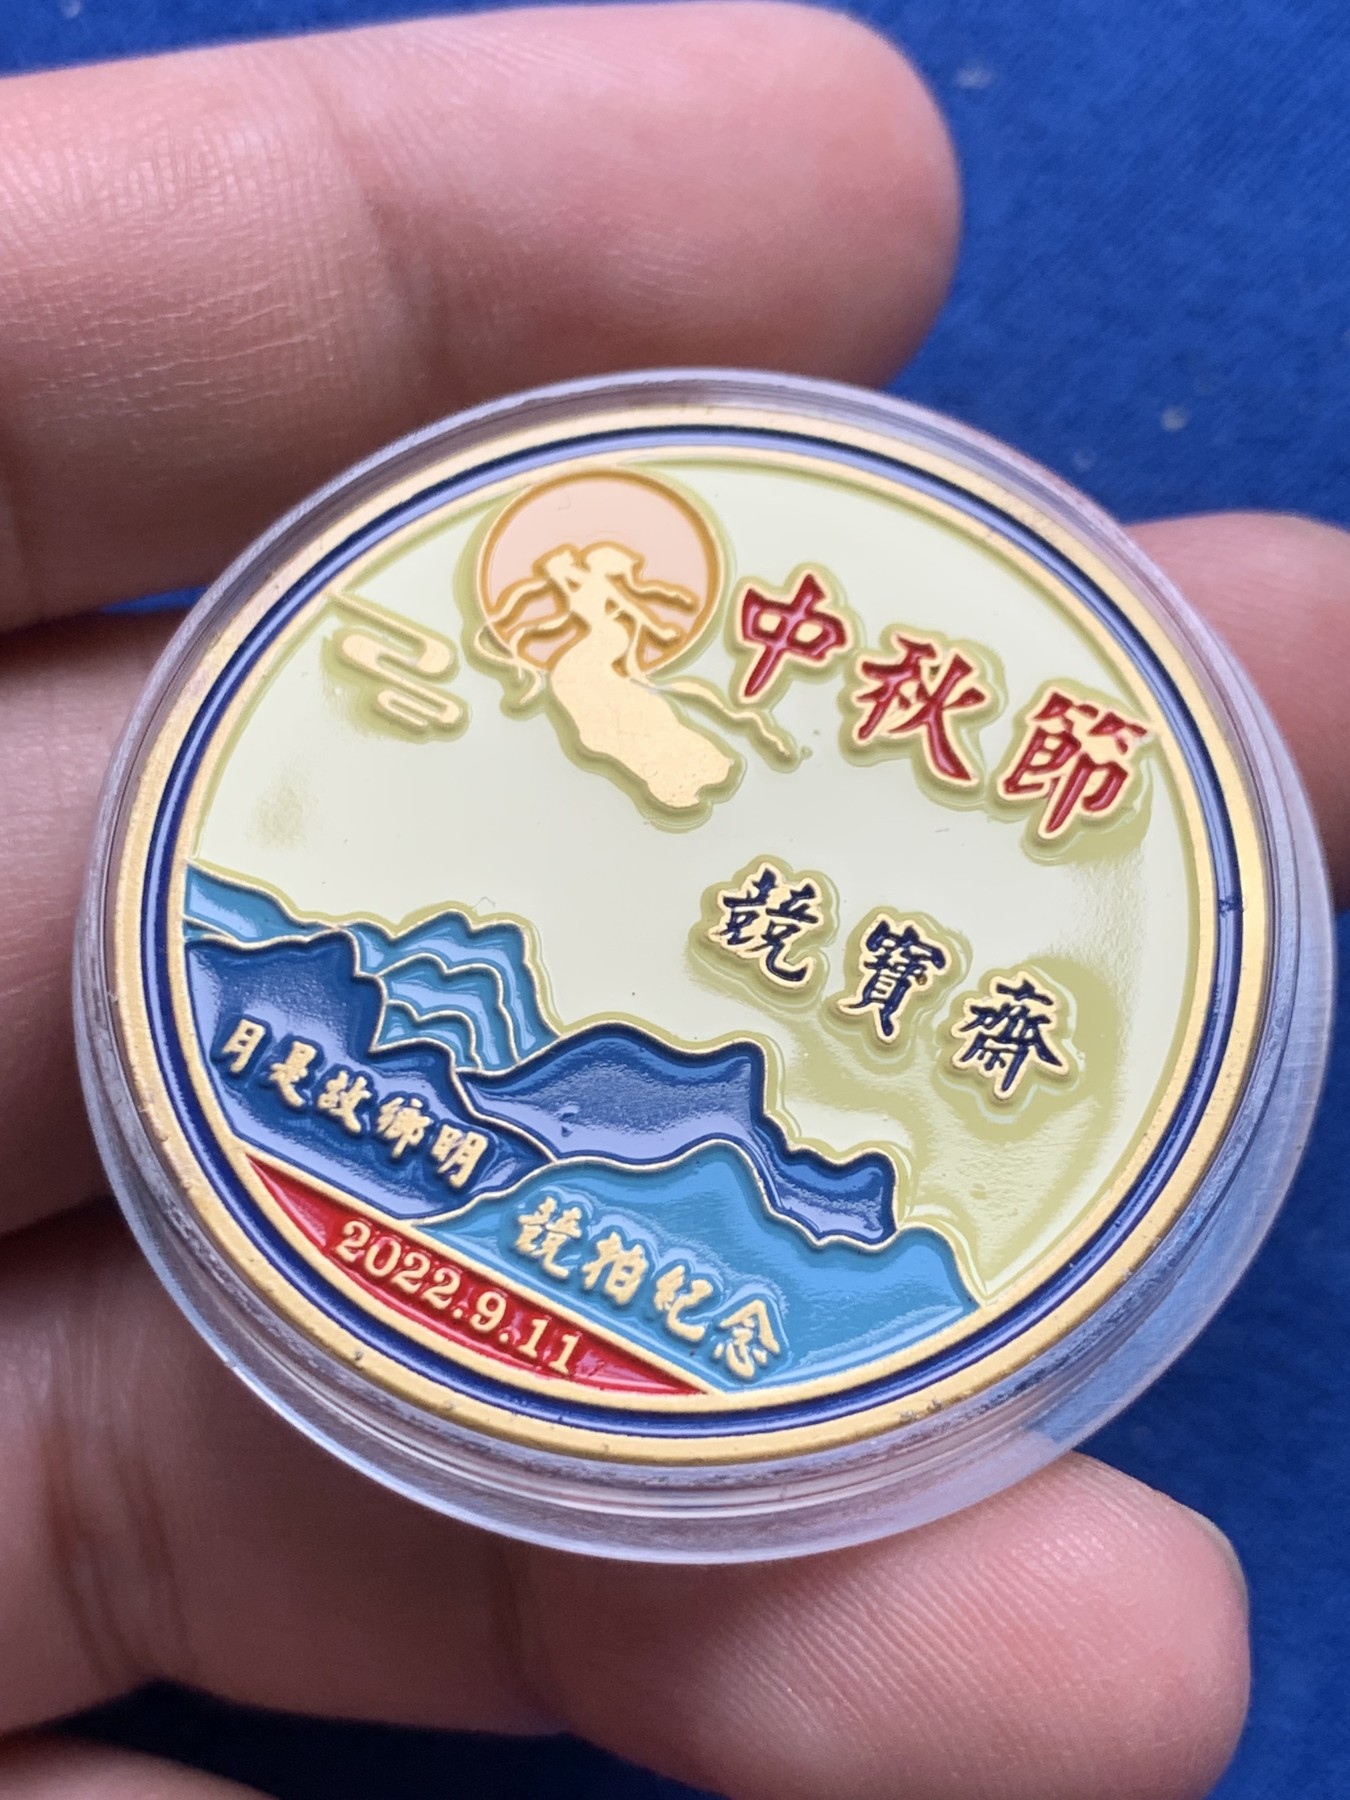 中秋節
競寶齋
月是故鄉明
競拍紀念
2022.9.11